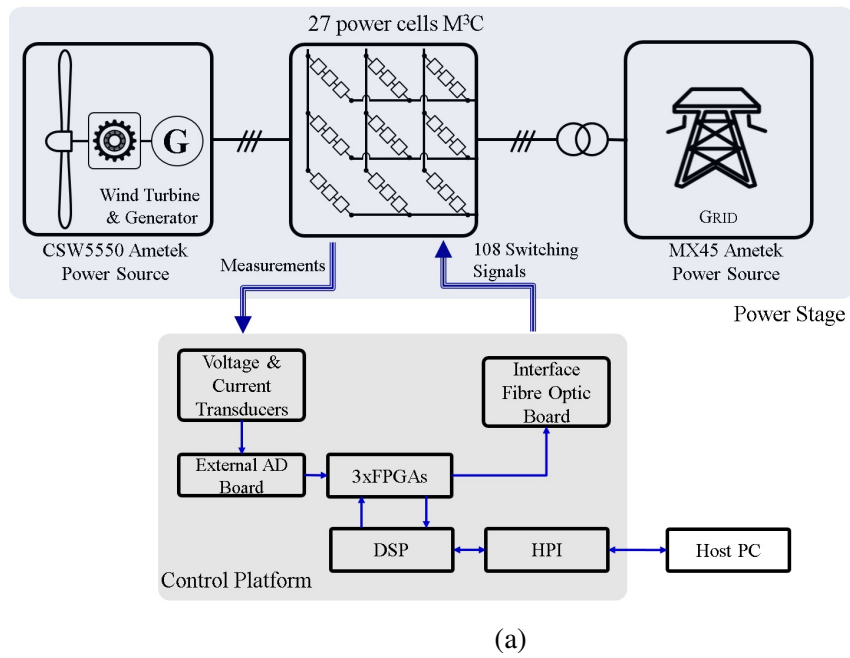 27 power cells M³C
G
Wind Turbine
& Generator
CSW5550 Ametek
Power Source
GRID
MX45 Ametek
Power Source
Measurements
108 Switching
Signals
Power Stage
Voltage &
Current
Transducers
Interface
Fibre Optic
Board
External AD
Board
3xFPGAs
DSP
HPI
Host PC
Control Platform
(a)